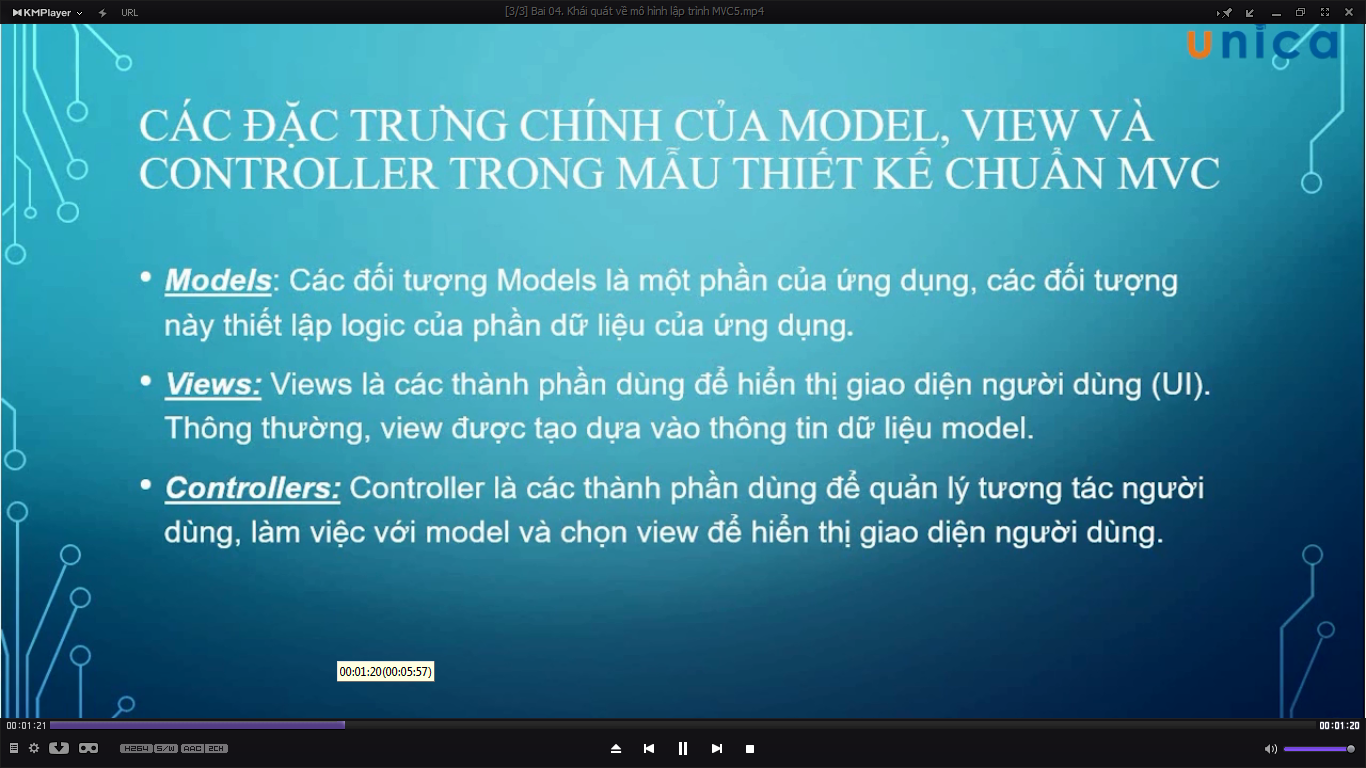 KMPlayer
URL
[3/3] Bai 04. Khái quát về mô hình lập trình MVC5.mp4
unica
CÁC ĐẶC TRƯNG CHÍNH CỦA MODEL, VIEW VÀ
CONTROLLER TRONG MẪU THIẾT KẾ CHUẨN MVC
• Models: Các đối tượng Models là một phần của ứng dụng, các đối tượng
này thiết lập logic của phần dữ liệu của ứng dụng.
• Views: Views là các thành phần dùng để hiển thị giao diện người dùng (UI).
Thông thường, view được tạo dựa vào thông tin dữ liệu model.
• Controllers: Controller là các thành phần dùng để quản lý tương tác người
dùng, làm việc với model và chọn view để hiển thị giao diện người dùng.
00:01:20(00:05:57)
00:01:21
00:01:20
H264 S/W AAC 2CH